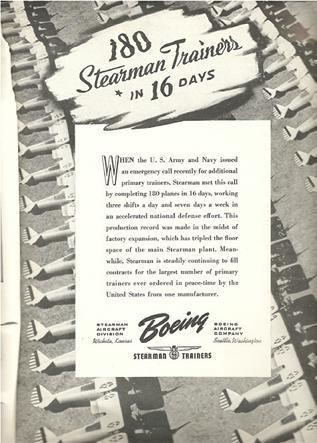 180
Stearman Trainers
* IN 16 DAYS
WHEN the U. S. Army and Navy issued
an emergency call recently for additional
primary trainers, Stearman met this call
by completing 180 planes in 16 days, working
three shifts a day and seven days a week in
an accelerated national defense effort. This
production record was made in the midst of
factory expansion, which has tripled the floor
space of the main Stearman plant. Mean-
while, Stearman is steadily continuing to fill
contracts for the largest number of primary
trainers ever ordered in peace-time by the
United States from one manufacturer.
STEARMAN
AIRCRAFT
DIVISION
Wichita, Kansas
Boeing
STEARMAN TRAINERS
BOEING
AIRCRAFT
COMPANY
Seattle, Washington